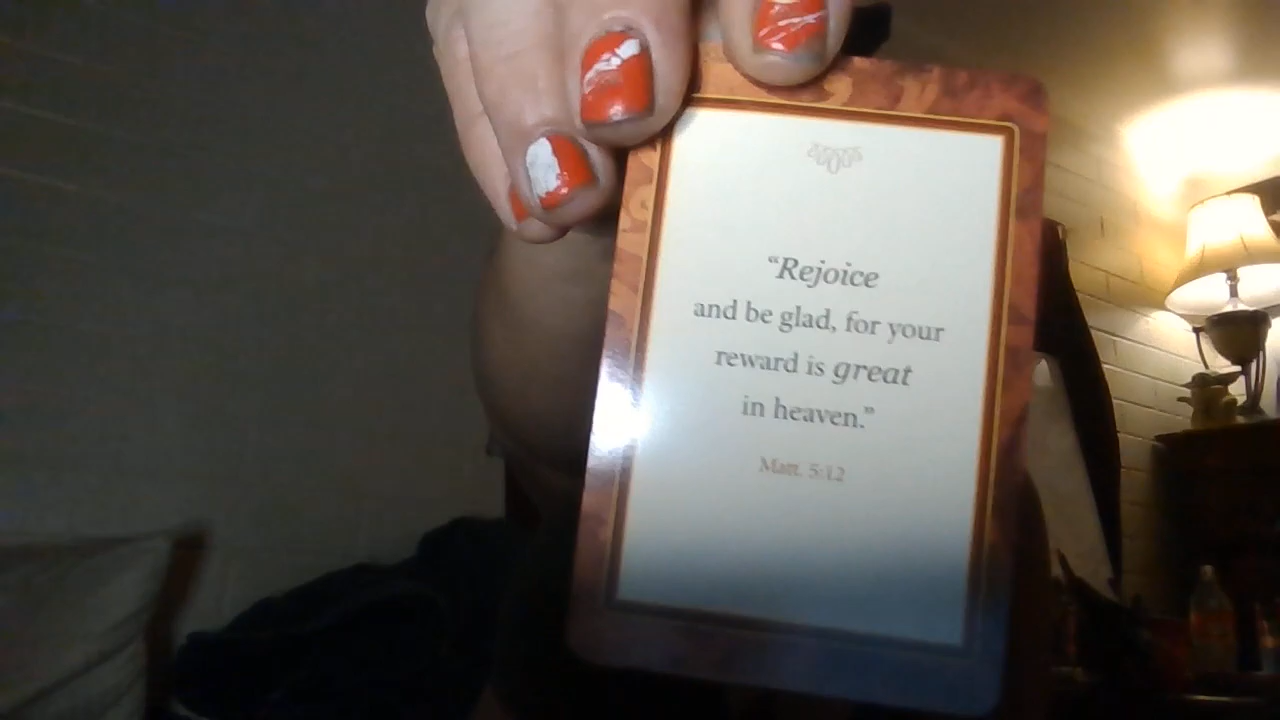 “Rejoice
and be glad, for your
reward is great
in heaven.”
Matt. 5:12